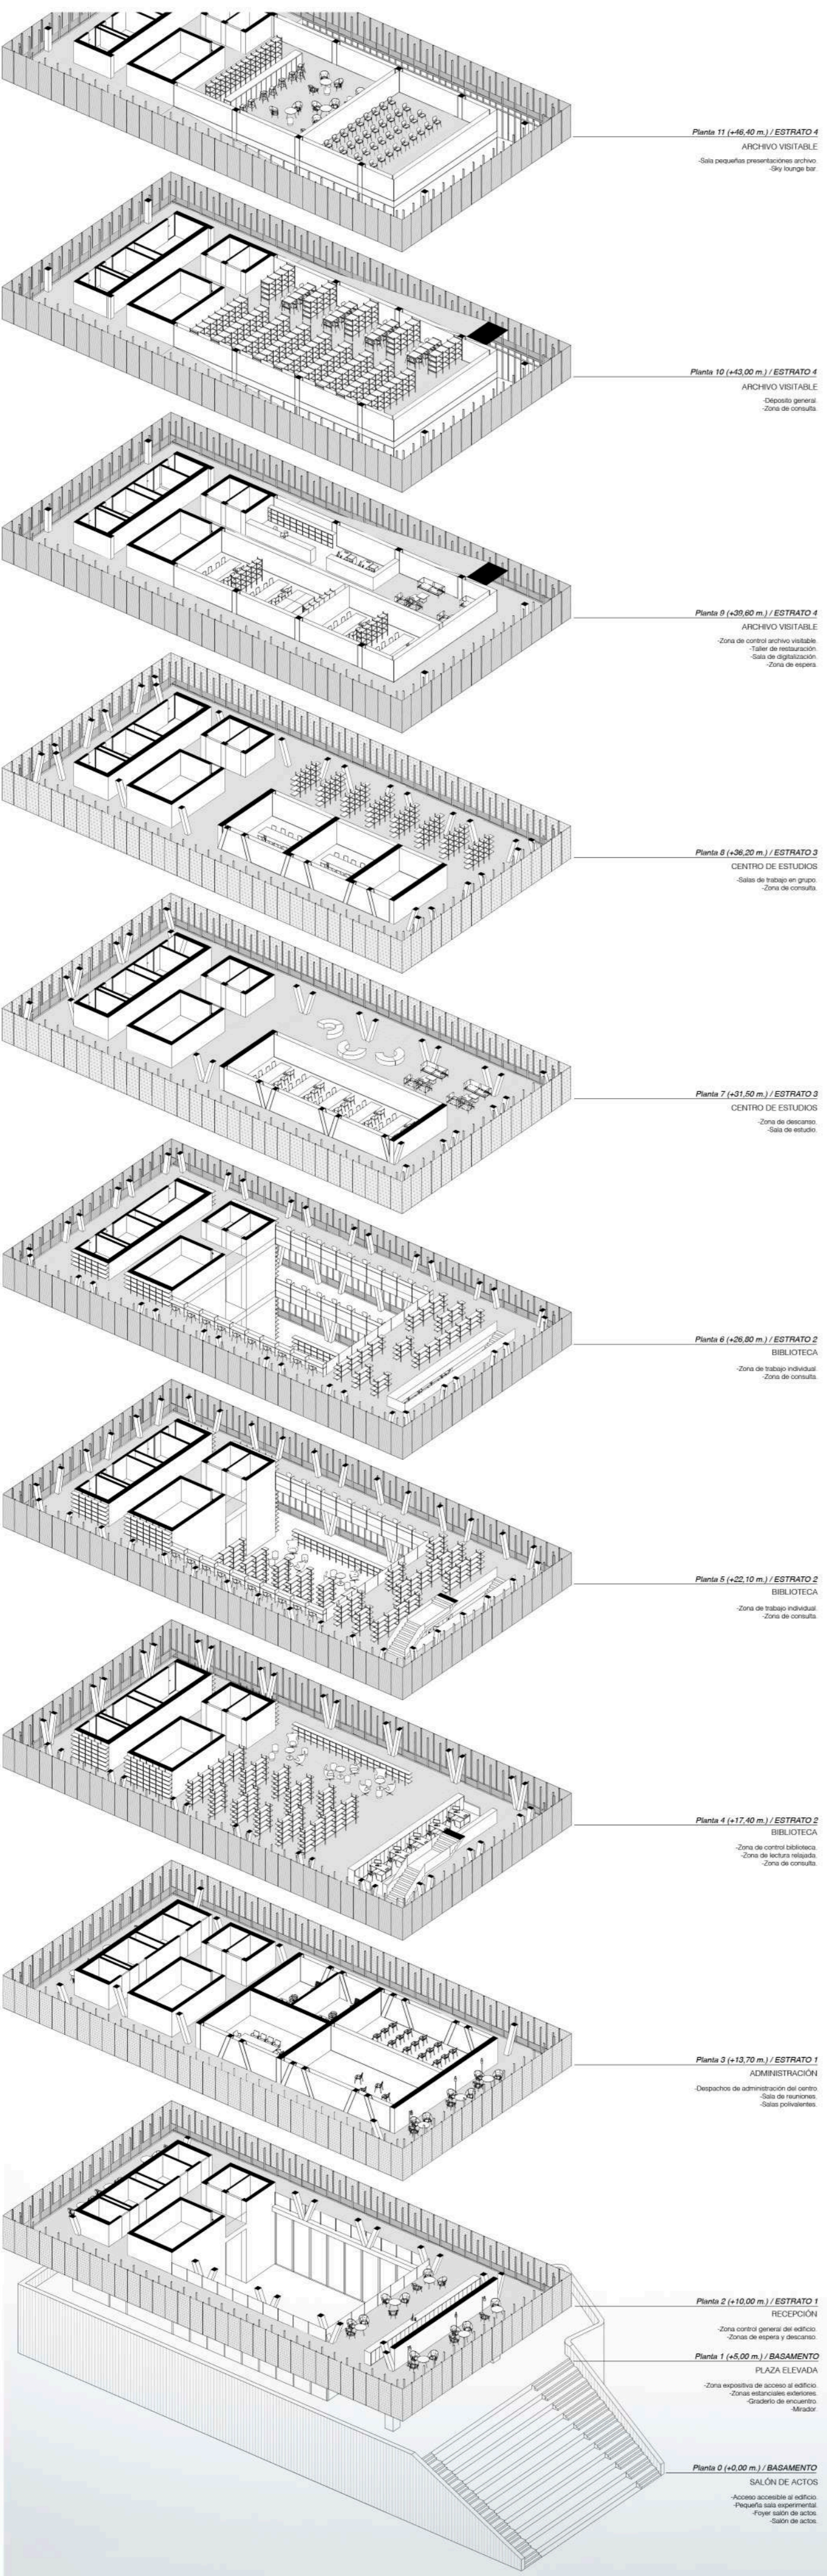 Planta 11 (+46,40 m.) / ESTRATO 4
ARCHIVO VISITABLE
-Sala pequeñas presentaciónes archivo.
-Sky lounge bar.
Planta 10 (+43,00 m.) / ESTRATO 4
ARCHIVO VISITABLE
-Déposito general.
-Zona de consulta.
Planta 9 (+39,60 m.) / ESTRATO 4
ARCHIVO VISITABLE
-Zona de control archivo visitable.
-Taller de restauración.
-Sala de digitalización.
-Zona de espera.
Planta 8 (+36,20 m.) / ESTRATO 3
CENTRO DE ESTUDIOS
-Salas de trabajo en grupo.
-Zona de consulta.
Planta 7 (+31,50 m.) / ESTRATO 3
CENTRO DE ESTUDIOS
-Zona de descanso.
-Sala de estudio.
Planta 6 (+26,80 m.) / ESTRATO 2
BIBLIOTECA
-Zona de trabajo individual.
-Zona de consulta.
Planta 5 (+22,10 m.) / ESTRATO 2
BIBLIOTECA
-Zona de trabajo individual.
-Zona de consulta.
Planta 4 (+17,40 m.) / ESTRATO 2
BIBLIOTECA
-Zona de control biblioteca.
-Zona de lectura relajada.
-Zona de consulta.
Planta 3 (+13,70 m.) / ESTRATO 1
ADMINISTRACIÓN
-Despachos de administración del centro.
-Sala de reuniones.
-Salas polivalentes.
Planta 2 (+10,00 m.) / ESTRATO 1
RECEPCIÓN
-Zona control general del edificio.
-Zonas de espera y descanso.
Planta 1 (+5,00 m.) / BASAMENTO
PLAZA ELEVADA
-Zona expositiva de acceso al edificio.
-Zonas estanciales exteriores.
-Graderío de encuentro.
-Mirador.
Planta 0 (+0,00 m.) / BASAMENTO
SALÓN DE ACTOS
-Acceso accesible al edificio.
-Pequeña sala experimental.
-Foyer salón de actos.
-Salón de actos.